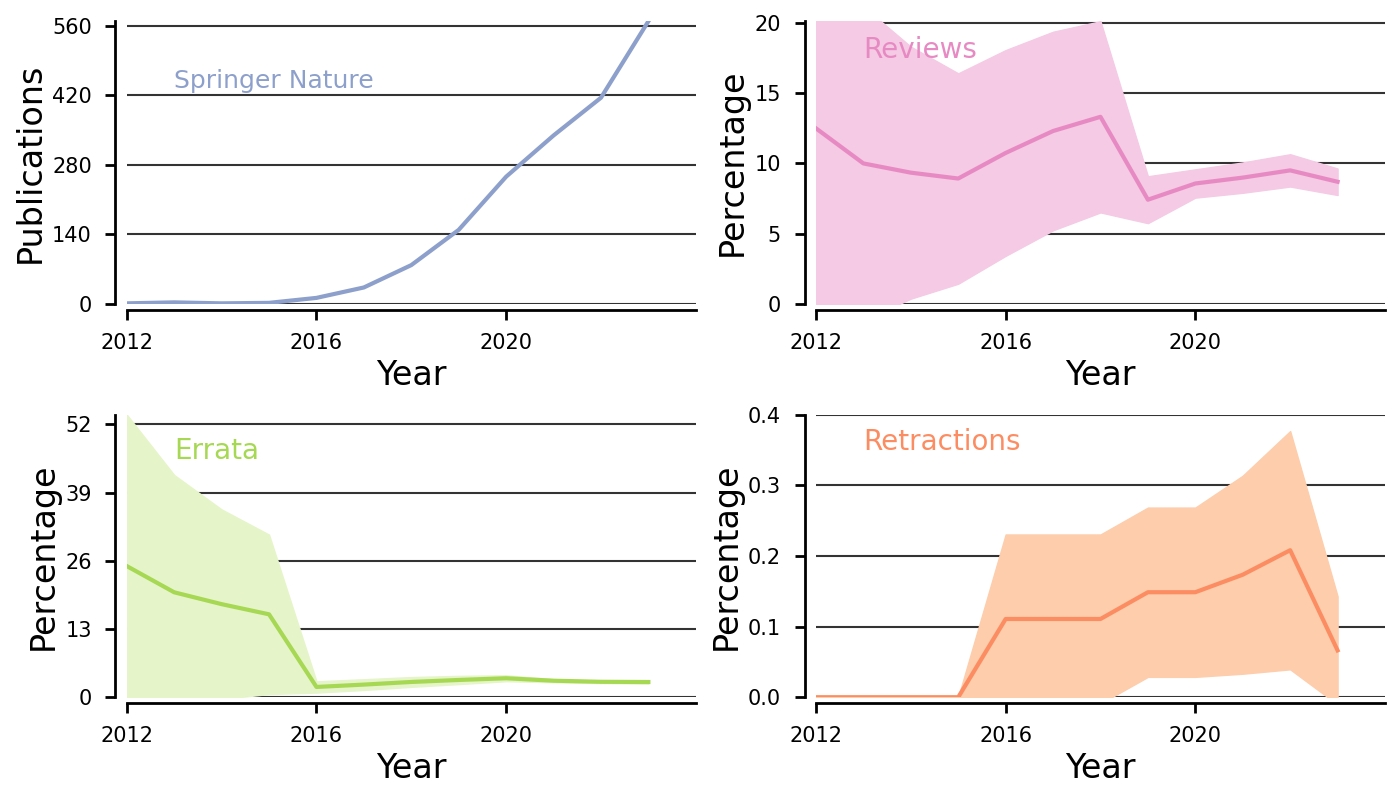 Publications
560
420
280
140
0
Springer Nature
2012
2016
2020
Year
Percentage
20
15
10
5
0
Reviews
2012
2016
2020
Year
Percentage
52
39
26
13
0
Errata
2012
2016
2020
Year
Percentage
0.4
0.3
0.2
0.1
0.0
Retractions
2012
2016
2020
Year